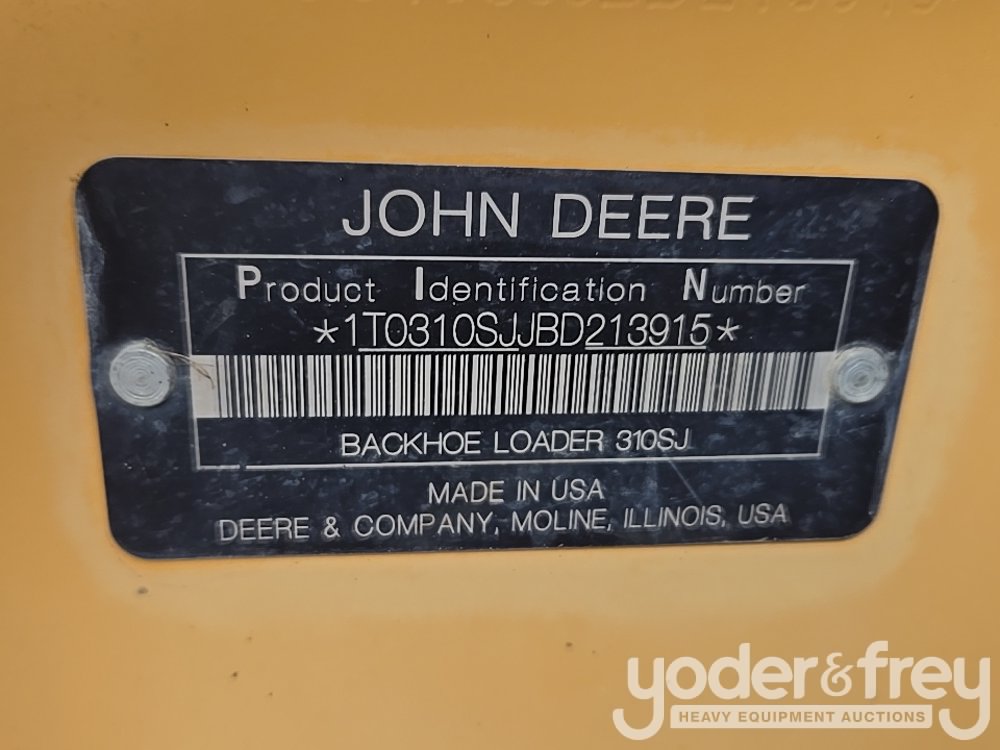 JOHN DEERE
Product Identification Number
*1T0310SJJBD213915*
BACKHOE LOADER 310SJ
MADE IN USA
DEERE & COMPANY, MOLINE, ILLINOIS, USA
yoder&frey
HEAVY EQUIPMENT AUCTIONS